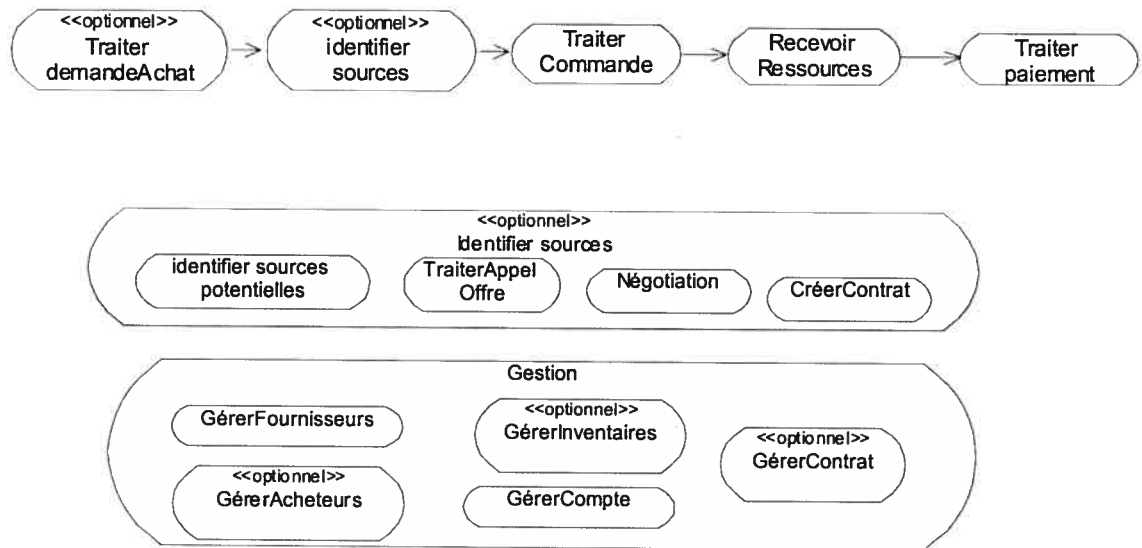 <<optionnel>>
Traiter
demandeAchat
<<optionnel>>
identifier
sources
Traiter
Commande
Recevoir
Ressources
Traiter
paiement
<<optionnel>>
Identifier sources
identifier sources
potentielles
TraiterAppel
Offre
Négotiation
CréerContrat
Gestion
GérerFournisseurs
<<optionnel>>
GérerInventaires
<<optionnel>>
GérerContrat
<<optionnel>>
GérerAcheteurs
GérerCompte